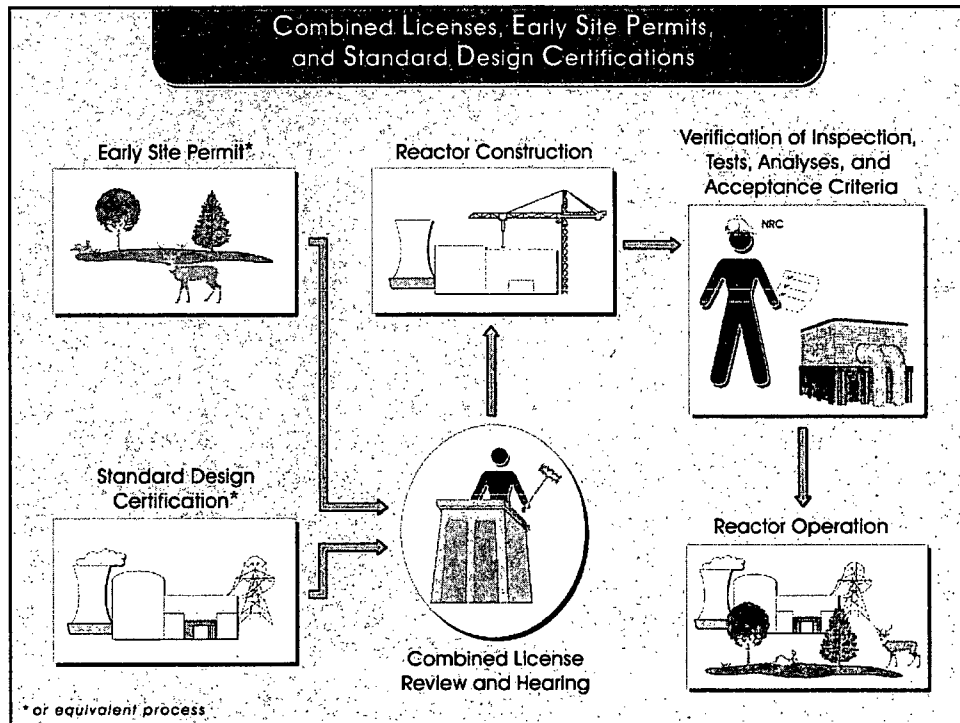 Combined Licenses, Early Site Permits,
and Standard Design Certifications
Early Site Permit*
Reactor Construction
Verification of Inspection,
Tests, Analyses, and
Acceptance Criteria
NRC
Standard Design
Certification*
Combined License
Review and Hearing
Reactor Operation
* or equivalent process